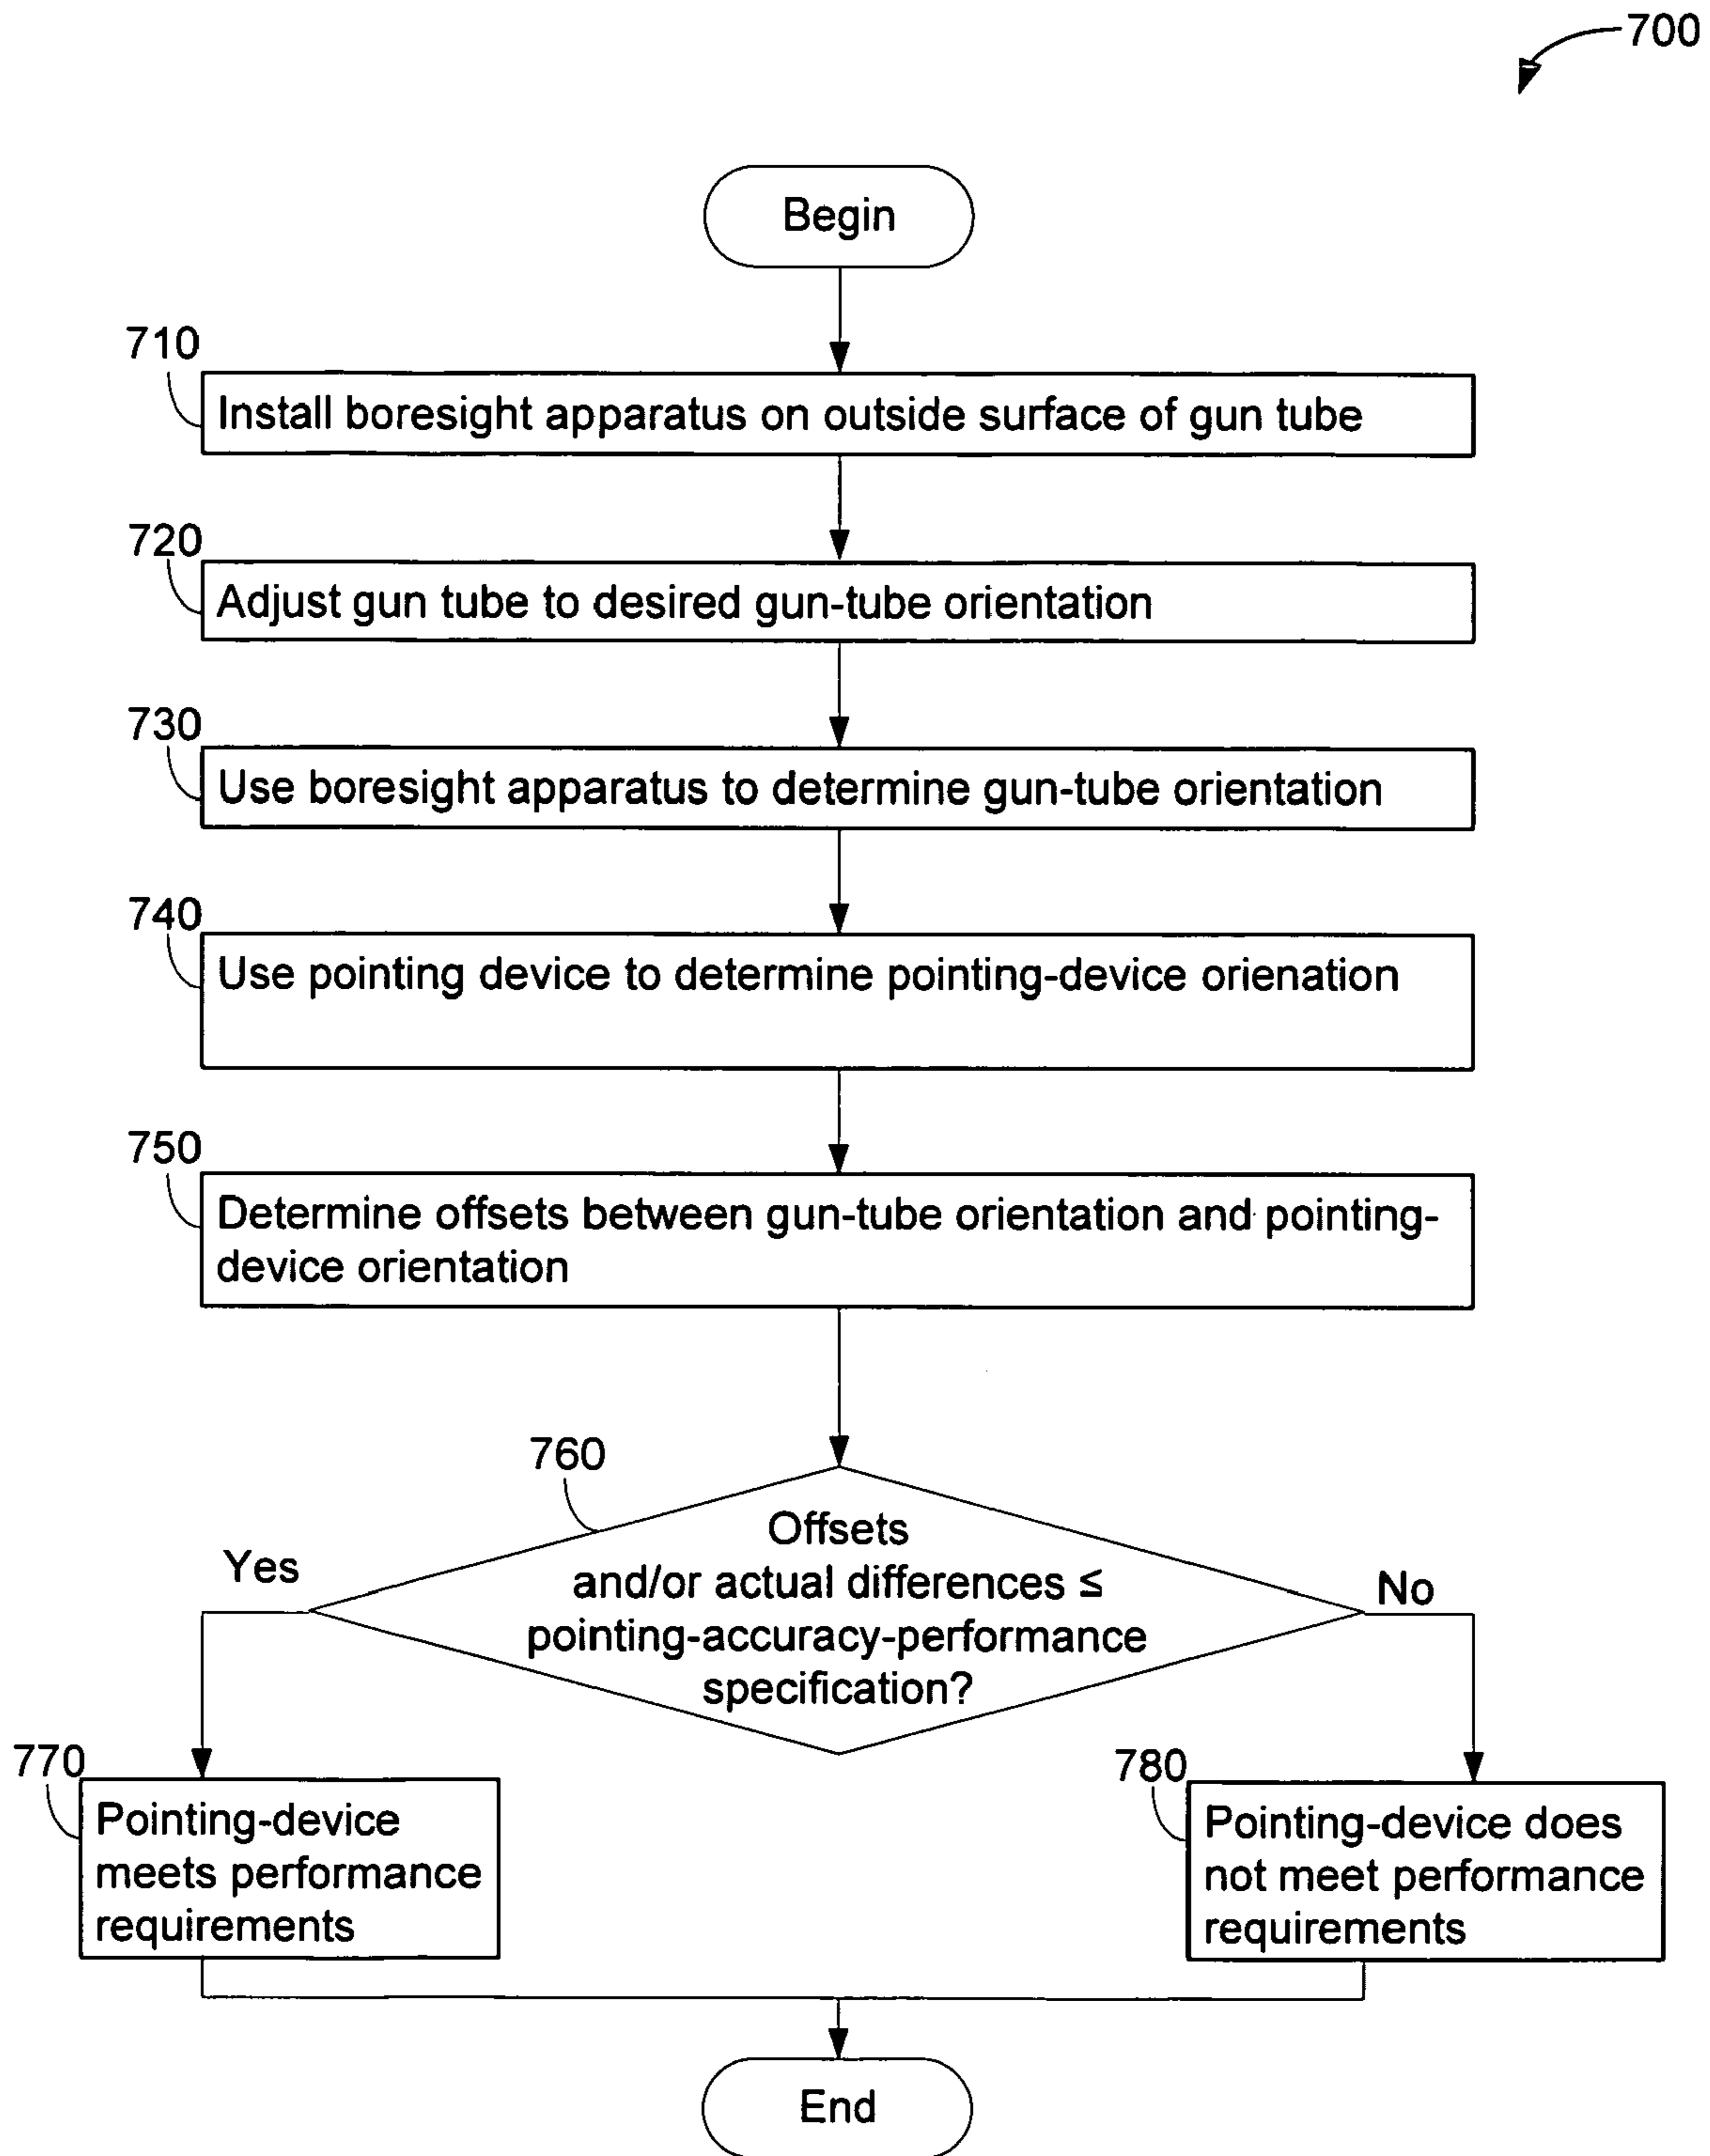 700
Begin
710
Install boresight apparatus on outside surface of gun tube
720
Adjust gun tube to desired gun-tube orientation
730
Use boresight apparatus to determine gun-tube orientation
740
Use pointing device to determine pointing-device orienation
750
Determine offsets between gun-tube orientation and pointing-
device orientation
760
Offsets
and/or actual differences ≤
pointing-accuracy-performance
specification?
Yes
No
770
Pointing-device
meets performance
requirements
780
Pointing-device does
not meet performance
requirements
End